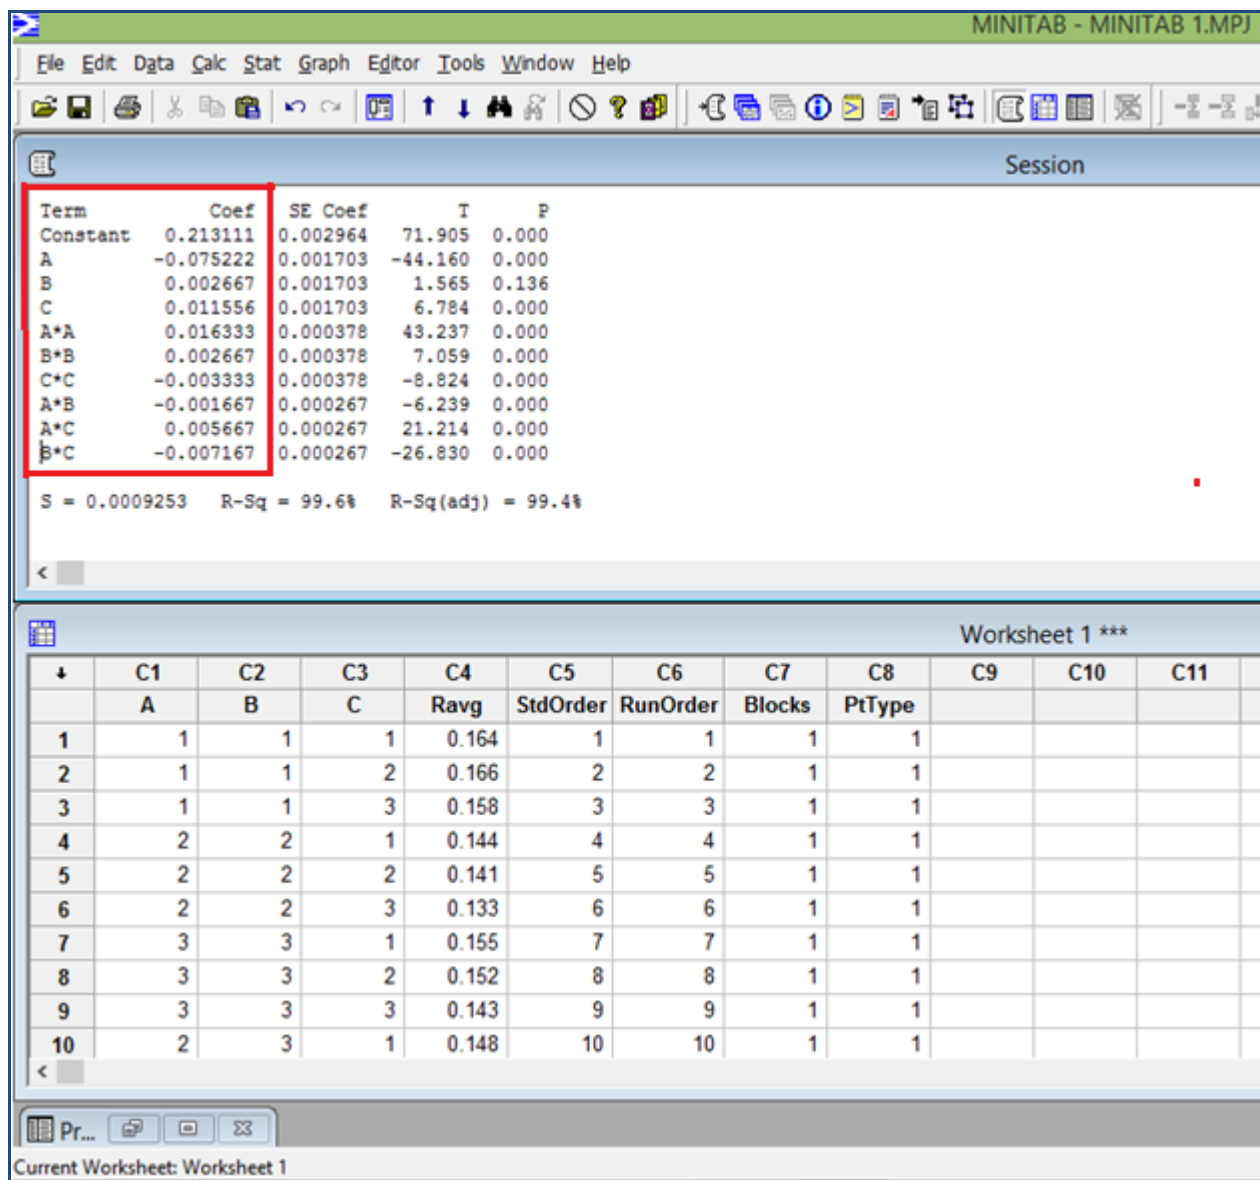 MINITAB - MINITAB 1.MPJ
File Edit Data Calc Stat Graph Editor Tools Window Help
Session
Term Coef SE Coef T P
Constant 0.213111 0.002964 71.905 0.000
A -0.075222 0.001703 -44.160 0.000
B 0.002667 0.001703 1.565 0.136
C 0.011556 0.001703 6.784 0.000
A*A 0.016333 0.000378 43.237 0.000
B*B 0.002667 0.000378 7.059 0.000
C*C -0.003333 0.000378 -8.824 0.000
A*B -0.001667 0.000267 -6.239 0.000
A*C 0.005667 0.000267 21.214 0.000
B*C -0.007167 0.000267 -26.830 0.000
S = 0.0009253 R-Sq = 99.6% R-Sq(adj) = 99.4%
Worksheet 1 ***
C1 C2 C3 C4 C5 C6 C7 C8 C9 C10 C11
A B C Ravg StdOrder RunOrder Blocks PtType
1 1 1 1 0.164 1 1 1 1
2 1 1 2 0.166 2 2 1 1
3 1 1 3 0.158 3 3 1 1
4 2 2 1 0.144 4 4 1 1
5 2 2 2 0.141 5 5 1 1
6 2 2 3 0.133 6 6 1 1
7 3 3 1 0.155 7 7 1 1
8 3 3 2 0.152 8 8 1 1
9 3 3 3 0.143 9 9 1 1
10 2 3 1 0.148 10 10 1 1
Pr...
Current Worksheet: Worksheet 1